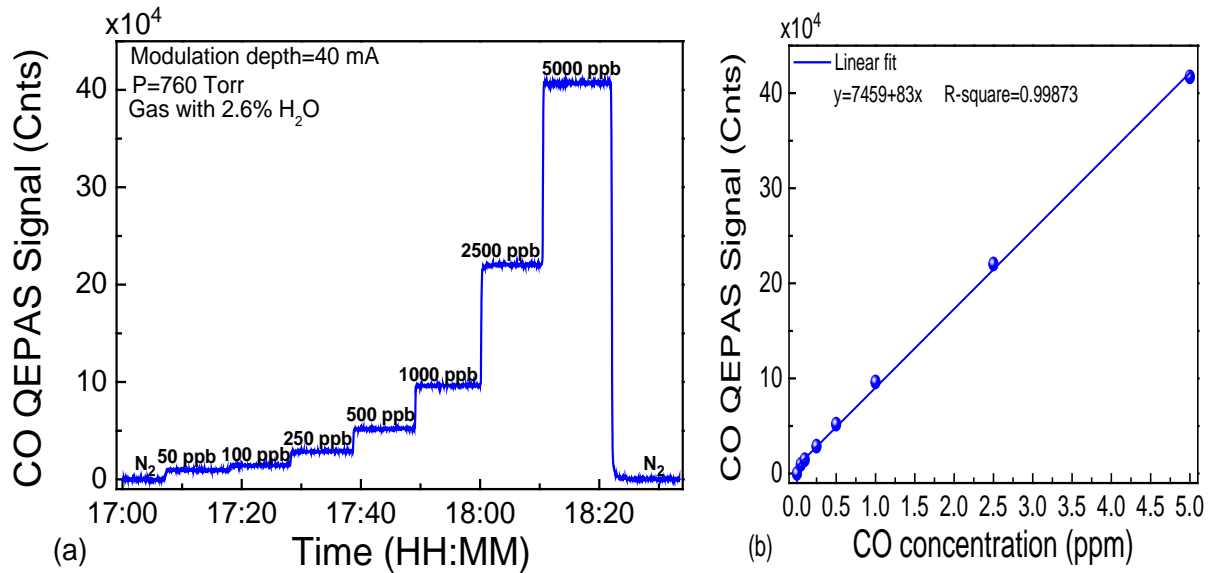 x10⁴
CO QEPAS Signal (Cnts)
40
30
20
10
0
Modulation depth=40 mA
P=760 Torr
Gas with 2.6% H₂O
N₂
50 ppb
100 ppb
250 ppb
500 ppb
1000 ppb
2500 ppb
5000 ppb
N₂
17:00 17:20 17:40 18:00 18:20
(a) Time (HH:MM)
x10⁴
CO QEPAS Signal (Cnts)
40
30
20
10
0
Linear fit
y=7459+83x R-square=0.99873
0.0 0.5 1.0 1.5 2.0 2.5 3.0 3.5 4.0 4.5 5.0
(b) CO concentration (ppm)